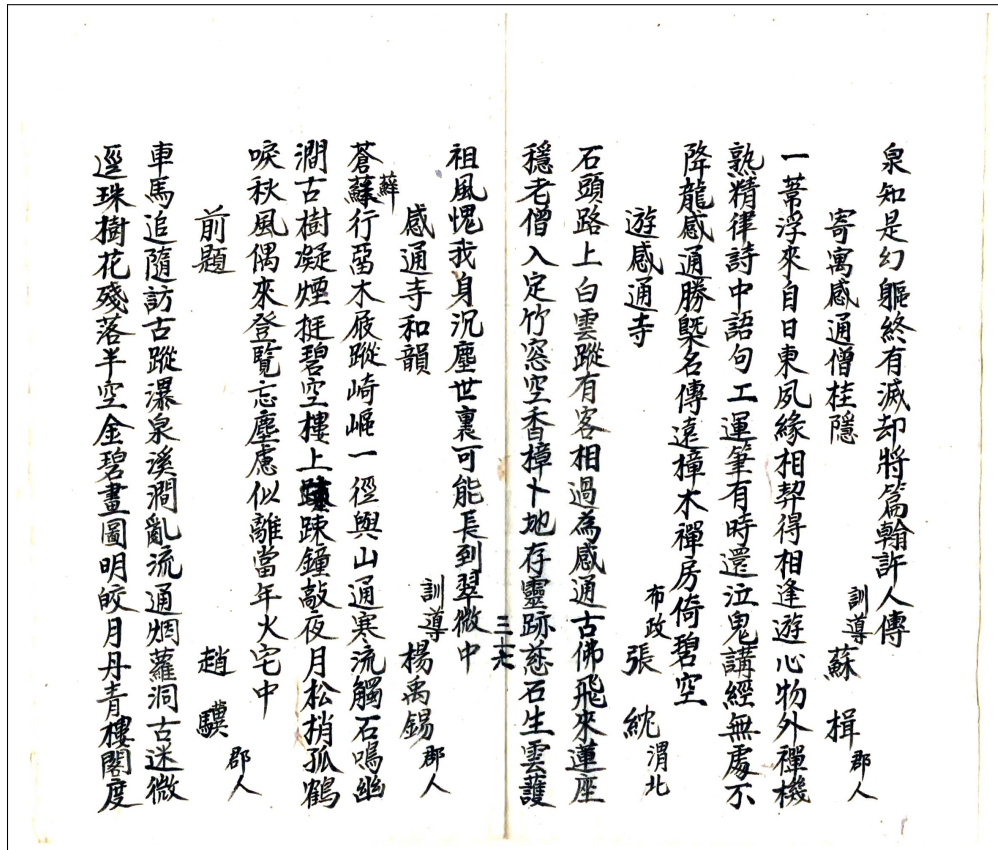 泉知是幻軀終有滅却將篇翰許人傳
寄寓感通僧桂隱 訓導 蘇 楫 郡人
一葦浮來自日東夙緣相契得相逢遊心物外禪機
熟精律詩中語句工運筆有時還泣鬼講經無處不
降龍感通勝槩名傳遠樟木禪房倚碧空
遊感通寺 布政 張 紞 渭北
石頭路上白雲蹤有客相過為感通古佛飛來蓮座
穩老僧入定竹窓空香樟卜地存靈跡慈石生雲護
三六
祖風愧我身沉塵世裏可能長到翠微中
感通寺和韻 訓導 楊禹錫 郡人
蒼蘚行畱木屐蹤崎嶇一徑與山通寒流觸石鳴幽
澗古樹凝煙挺碧空樓上踈鐘敲夜月松梢孤鶴
唳秋風偶來登覽忘塵慮似離當年火宅中
前題 趙 驥 郡人
車馬追隨訪古蹤瀑泉溪澗亂流通烟蘿洞古迷微
逕珠樹花殘落半空金碧畫圖明皎月丹青樓閣度